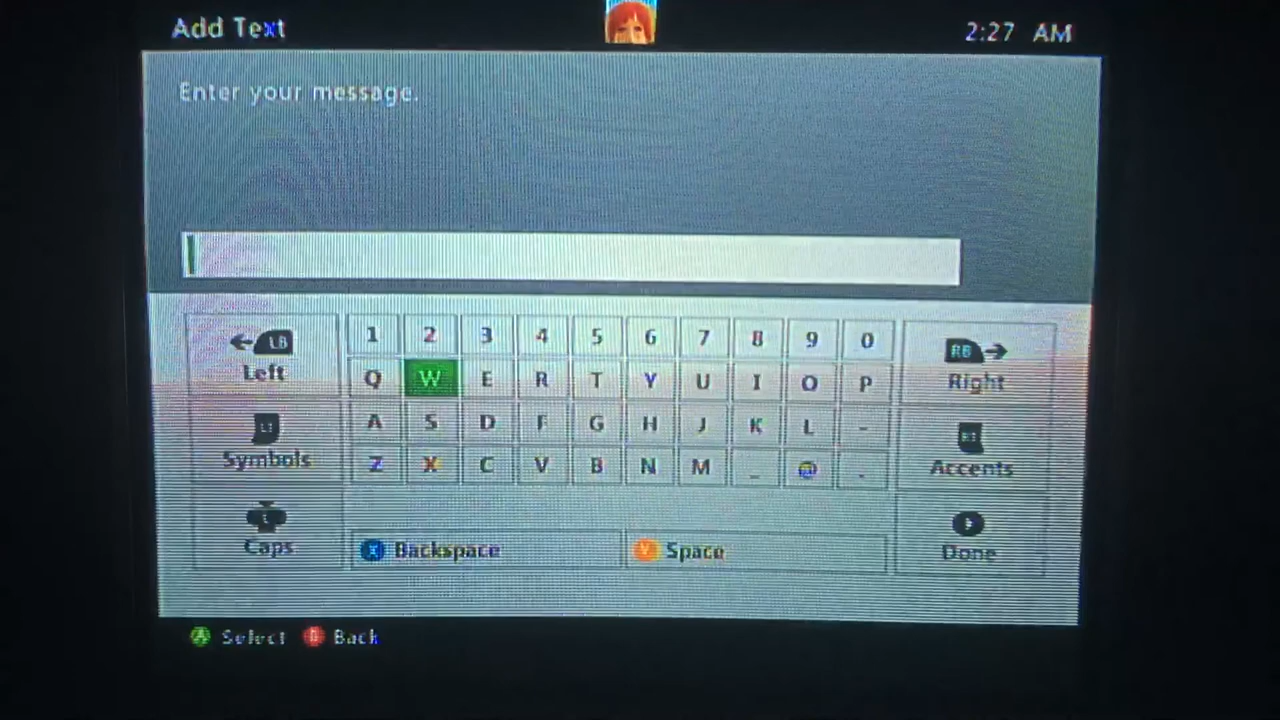 Add Text
2:27 AM
Enter your message.
LB
1 2 3 4 5 6 7 8 9 0
RB
Left
Q W E R T Y U I O P
Right
A S D F G H J K L -
Symbols
Z X C V B N M _ @ .
Accents
Caps
X Backspace
Y Space
Done
A Select B Back